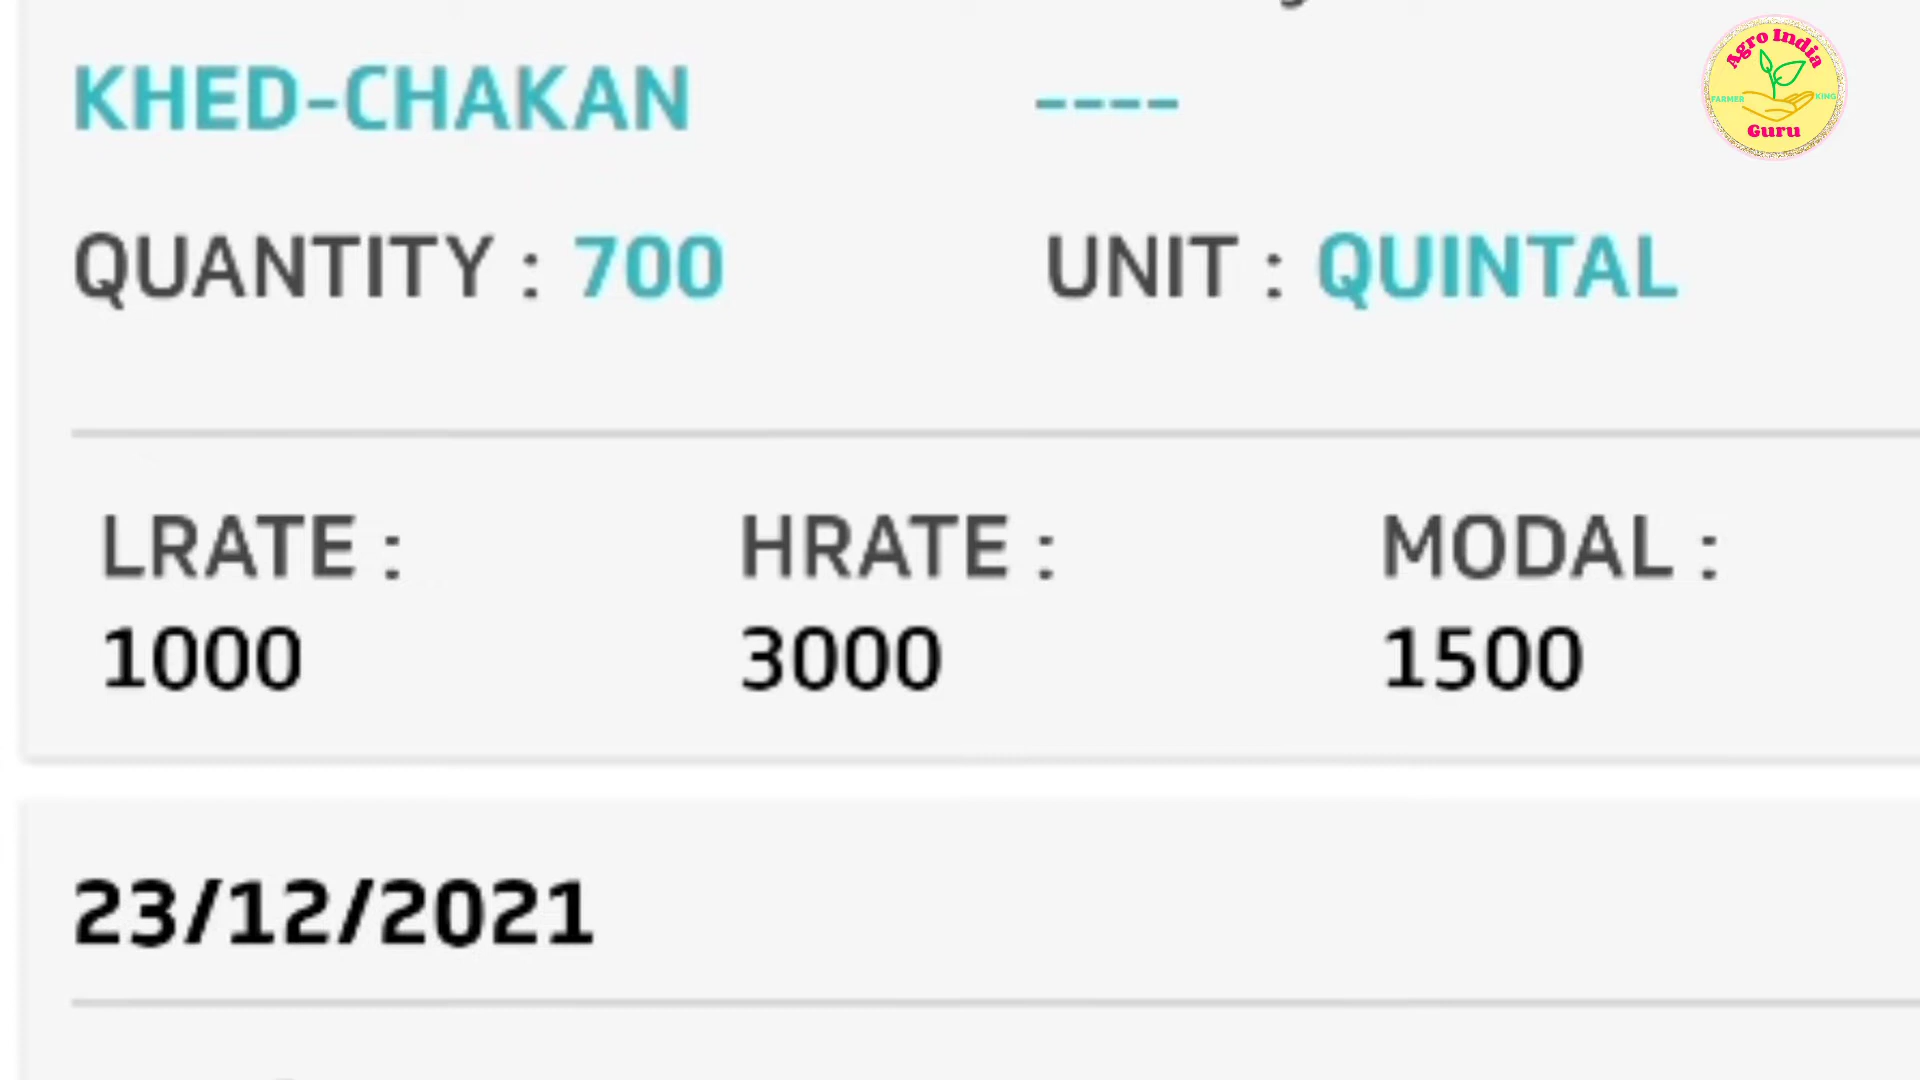 KHED-CHAKAN ----
Agro India
FARMER KING
Guru
QUANTITY : 700 UNIT : QUINTAL
LRATE : HRATE : MODAL :
1000 3000 1500
23/12/2021